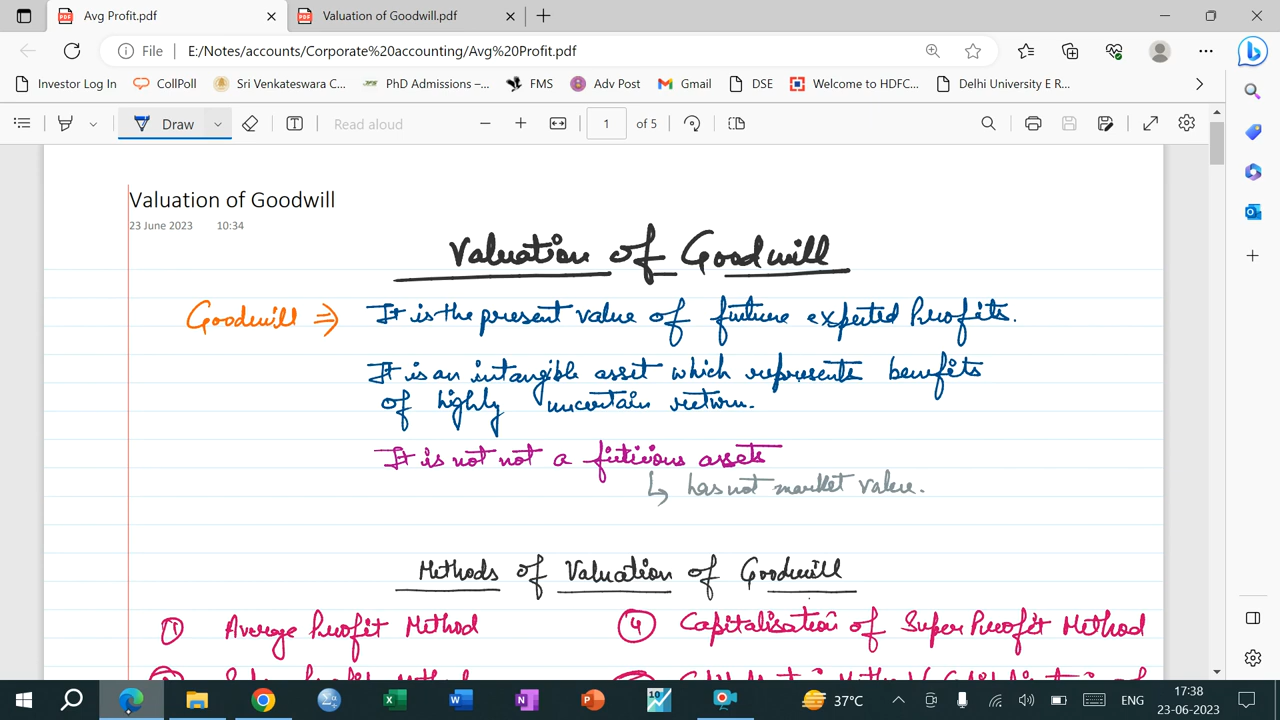 Avg Profit.pdf
Valuation of Goodwill.pdf
File E:/Notes/accounts/Corporate%20accounting/Avg%20Profit.pdf
Investor Log In CollPoll Sri Venkateswara C... PhD Admissions –... FMS Adv Post Gmail DSE Welcome to HDFC... Delhi University E R...
Draw Read aloud 1 of 5
Valuation of Goodwill
23 June 2023 10:34
Valuation of Goodwill
Goodwill ⇒ It is the present value of future expected Profits.
It is an intangible asset which represents benefits
of highly uncertain return.
It is not not a ficticious assets
↳ has not market value.
Methods of Valuation of Goodwill
① Average Profit Method ④ Capitalisation of Super Profit Method
37°C ENG 17:38
23-06-2023